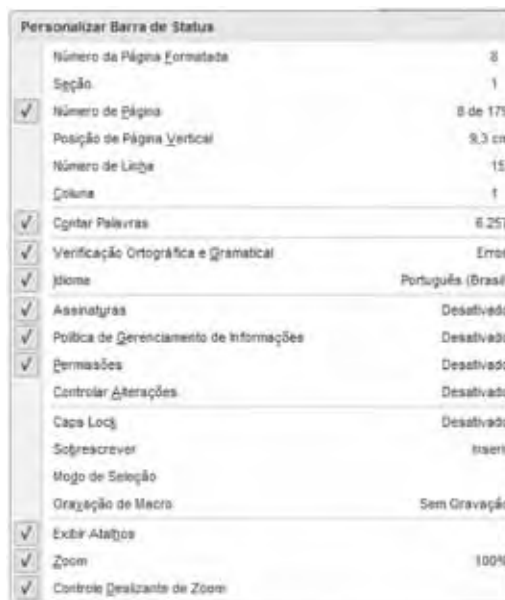 Personalizar Barra de Status
Número da Página Formatada 8
Seção 1
Número de Página 8 de 179
Posição de Página Vertical 9,3 cm
Número de Linha 15
Coluna 1
Contar Palavras 6.257
Verificação Ortográfica e Gramatical Erros
Idioma Português (Brasil
Assinaturas Desativado
Política de Gerenciamento de Informações Desativado
Permissões Desativado
Controlar Alterações Desativado
Caps Lock Desativado
Sobrescrever Inserir
Modo de Seleção
Gravação de Macro Sem Gravação
Exibir Atalhos
Zoom 100%
Controle Deslizante de Zoom